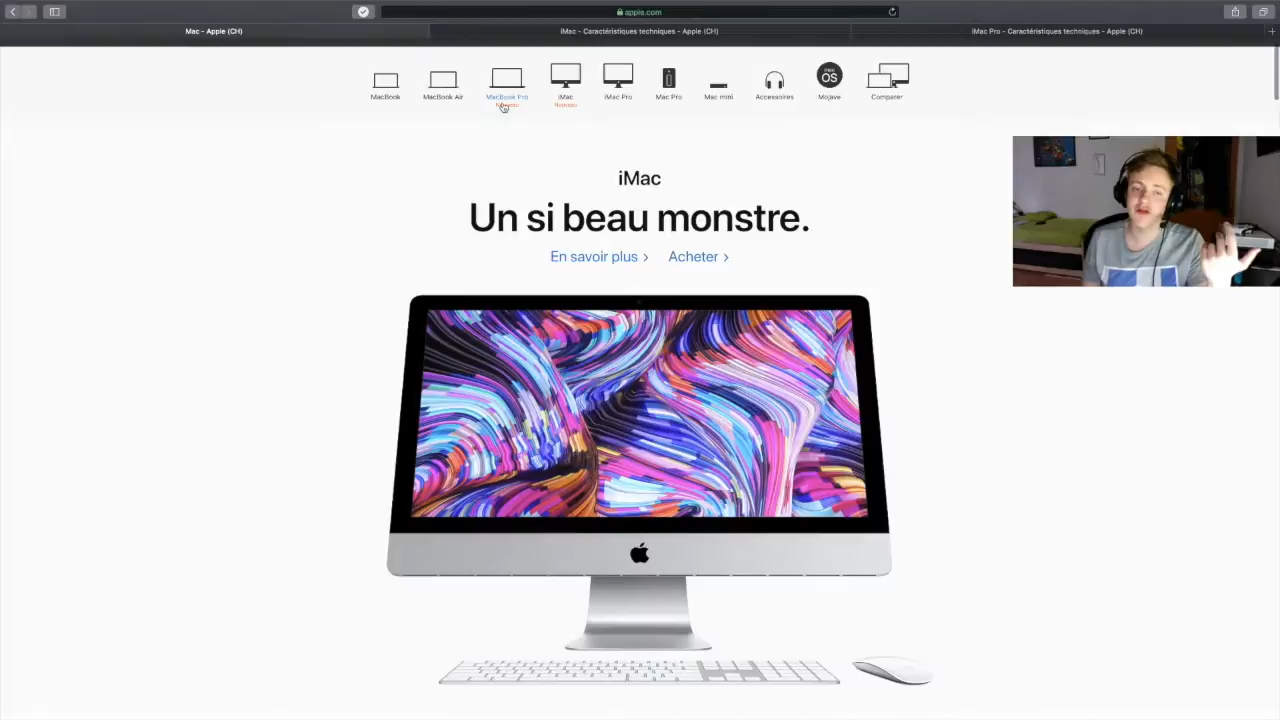 apple.com
Mac - Apple (CH)
iMac - Caractéristiques techniques - Apple (CH)
iMac Pro - Caractéristiques techniques - Apple (CH)
MacBook
MacBook Air
MacBook Pro
Nouveau
iMac
Nouveau
iMac Pro
Mac Pro
Mac mini
Accessoires
macOS
Mojave
Comparer
iMac
Un si beau monstre.
En savoir plus >
Acheter >